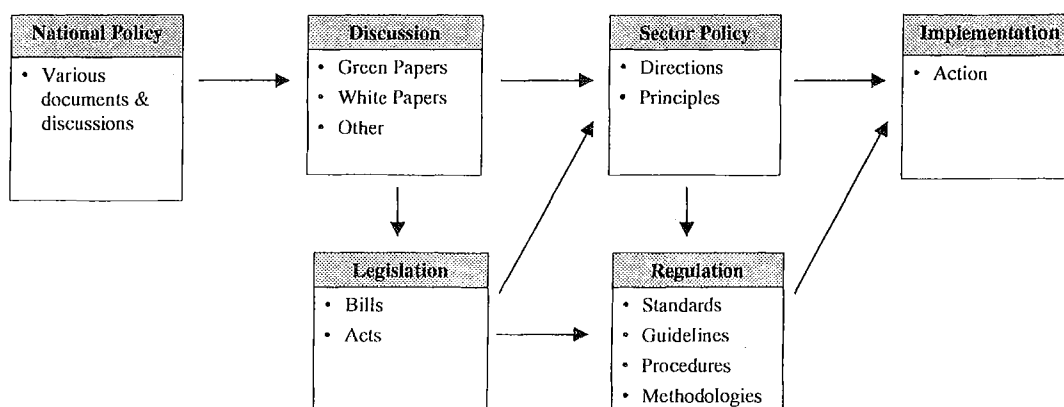 National Policy
• Various
documents &
discussions
Discussion
• Green Papers
• White Papers
• Other
Sector Policy
• Directions
• Principles
Implementation
• Action
Legislation
• Bills
• Acts
Regulation
• Standards
• Guidelines
• Procedures
• Methodologies